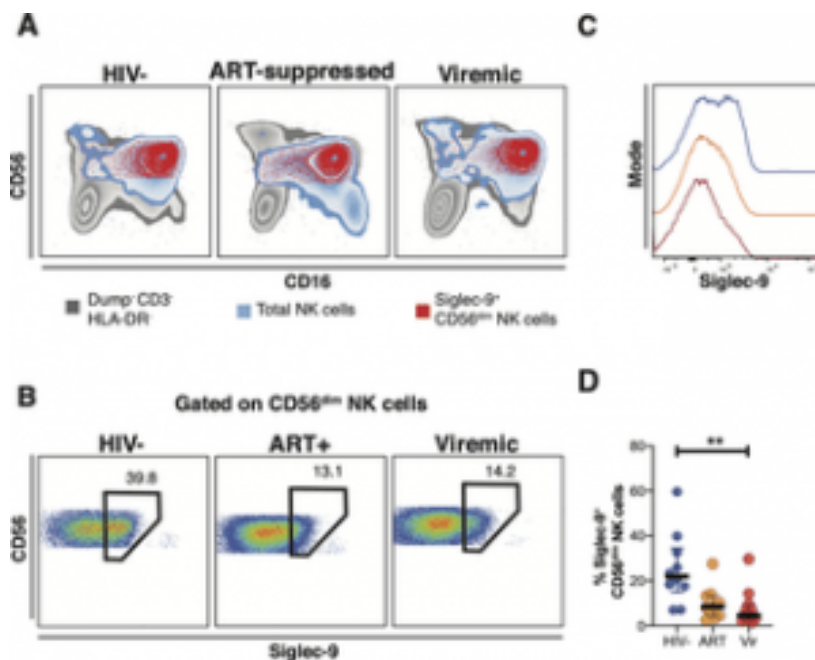 A
HIV-
ART-suppressed
Viremic
CD56
CD16
Dump⁻ CD3⁻
HLA-DR⁻
Total NK cells
Siglec-9⁺
CD56ᵈⁱᵐ NK cells
C
Mode
Siglec-9
B
Gated on CD56ᵈⁱᵐ NK cells
HIV-
ART+
Viremic
39.8
13.1
14.2
CD56
Siglec-9
D
**
% Siglec-9⁺
CD56ᵈⁱᵐ NK cells
80
60
40
20
0
HIV-
ART
Vir